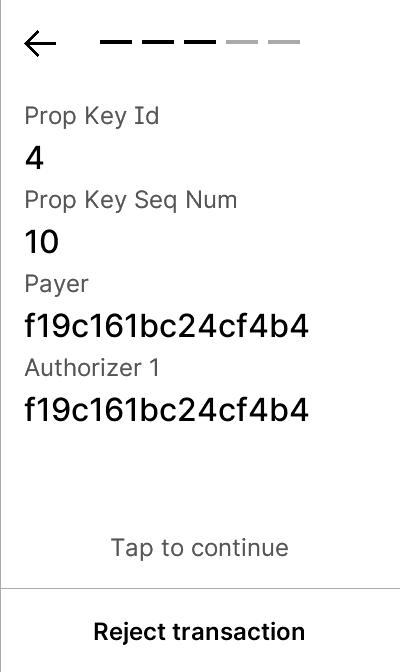 Prop Key Id
4
Prop Key Seq Num
10
Payer
f19c161bc24cf4b4
Authorizer 1
f19c161bc24cf4b4
Tap to continue
Reject transaction